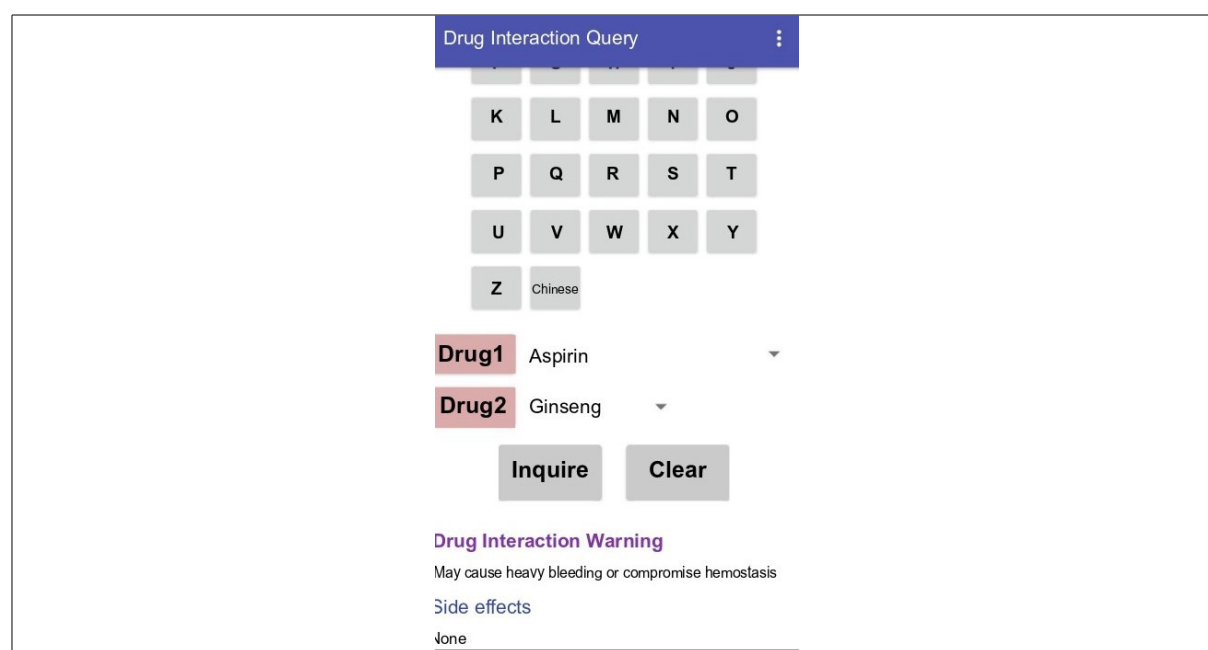 Drug Interaction Query
K L M N O
P Q R S T
U V W X Y
Z Chinese
Drug1 Aspirin
Drug2 Ginseng
Inquire Clear
Drug Interaction Warning
May cause heavy bleeding or compromise hemostasis
Side effects
None